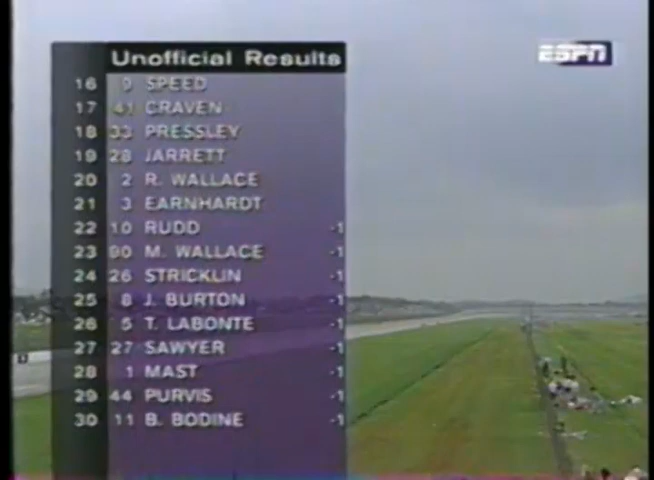 ESPN
Unofficial Results
16 9 SPEED
17 41 CRAVEN
18 33 PRESSLEY
19 28 JARRETT
20 2 R. WALLACE
21 3 EARNHARDT
22 10 RUDD -1
23 90 M. WALLACE -1
24 26 STRICKLIN -1
25 8 J. BURTON -1
26 5 T. LABONTE -1
27 27 SAWYER -1
28 1 MAST -1
29 44 PURVIS -1
30 11 B. BODINE -1